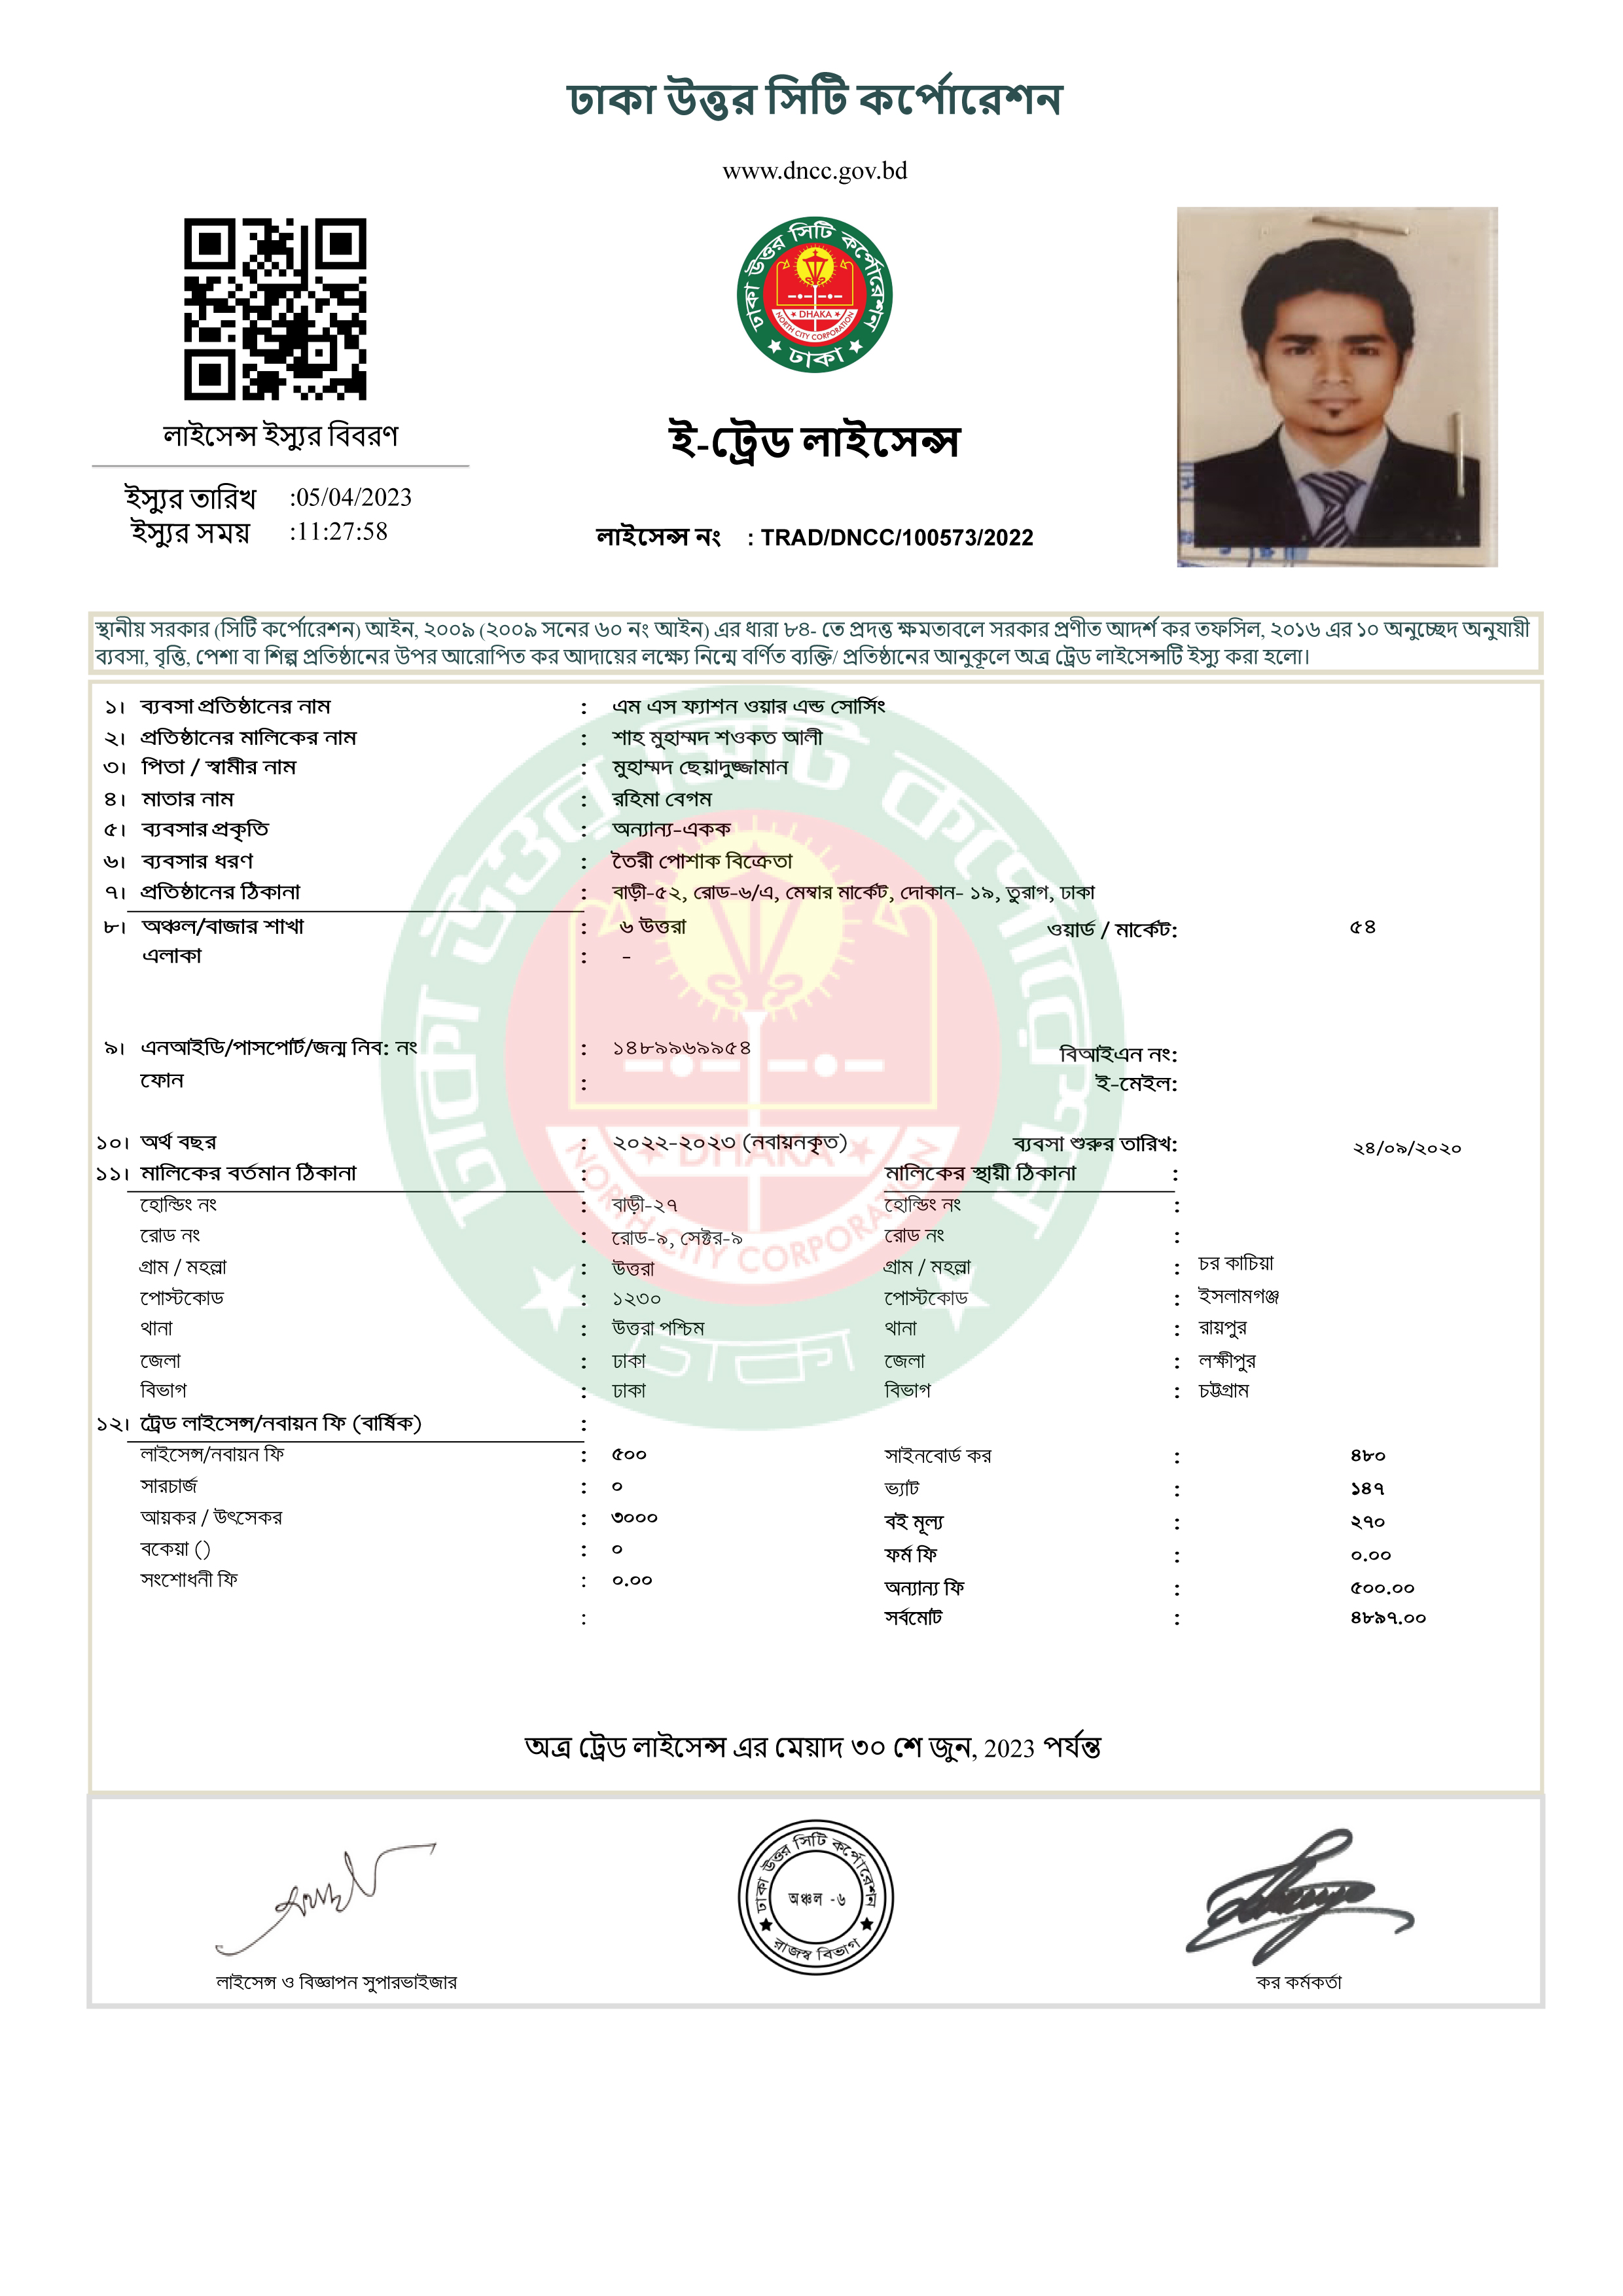 ঢাকা উত্তর সিটি কর্পোরেশন
www.dncc.gov.bd
ঢাকা উত্তর সিটি কর্পোরেশন
DHAKA
NORTH CITY CORPORATION
ঢাকা
লাইসেন্স ইস্যুর বিবরণ
ই-ট্রেড লাইসেন্স
ইস্যুর তারিখ :05/04/2023
ইস্যুর সময় :11:27:58
লাইসেন্স নং : TRAD/DNCC/100573/2022
স্থানীয় সরকার (সিটি কর্পোরেশন) আইন, ২০০৯ (২০০৯ সনের ৬০ নং আইন) এর ধারা ৮৪- তে প্রদত্ত ক্ষমতাবলে সরকার প্রণীত আদর্শ কর তফসিল, ২০১৬ এর ১০ অনুচ্ছেদ অনুযায়ী
ব্যবসা, বৃত্তি, পেশা বা শিল্প প্রতিষ্ঠানের উপর আরোপিত কর আদায়ের লক্ষ্যে নিম্নে বর্ণিত ব্যক্তি/ প্রতিষ্ঠানের আনুকূলে অত্র ট্রেড লাইসেন্সটি ইস্যু করা হলো।
১। ব্যবসা প্রতিষ্ঠানের নাম : এম এস ফ্যাশন ওয়ার এন্ড সোর্সিং
২। প্রতিষ্ঠানের মালিকের নাম : শাহ মুহাম্মদ শওকত আলী
৩। পিতা / স্বামীর নাম : মুহাম্মদ ছেয়াদুজ্জামান
৪। মাতার নাম : রহিমা বেগম
৫। ব্যবসার প্রকৃতি : অন্যান্য-একক
৬। ব্যবসার ধরণ : তৈরী পোশাক বিক্রেতা
৭। প্রতিষ্ঠানের ঠিকানা : বাড়ী-৫২, রোড-৬/এ, মেম্বার মার্কেট, দোকান- ১৯, তুরাগ, ঢাকা
৮। অঞ্চল/বাজার শাখা : ৬ উত্তরা ওয়ার্ড / মার্কেট: ৫৪
এলাকা : -
৯। এনআইডি/পাসপোর্ট/জন্ম নিব: নং : ১৪৮৯৯৬৯৯৫৪ বিআইএন নং:
ফোন : ই-মেইল:
১০। অর্থ বছর : ২০২২-২০২৩ (নবায়নকৃত) ব্যবসা শুরুর তারিখ: ২৪/০৯/২০২০
১১। মালিকের বর্তমান ঠিকানা : মালিকের স্থায়ী ঠিকানা :
হোল্ডিং নং : বাড়ী-২৭ হোল্ডিং নং :
রোড নং : রোড-৯, সেক্টর-৯ রোড নং :
গ্রাম / মহল্লা : উত্তরা গ্রাম / মহল্লা : চর কাচিয়া
পোস্টকোড : ১২৩০ পোস্টকোড : ইসলামগঞ্জ
থানা : উত্তরা পশ্চিম থানা : রায়পুর
জেলা : ঢাকা জেলা : লক্ষীপুর
বিভাগ : ঢাকা বিভাগ : চট্টগ্রাম
১২। ট্রেড লাইসেন্স/নবায়ন ফি (বার্ষিক) :
লাইসেন্স/নবায়ন ফি : ৫০০ সাইনবোর্ড কর : ৪৮০
সারচার্জ : ০ ভ্যাট : ১৪৭
আয়কর / উৎসেকর : ৩০০০ বই মূল্য : ২৭০
বকেয়া () : ০ ফর্ম ফি : ০.০০
সংশোধনী ফি : ০.০০ অন্যান্য ফি : ৫০০.০০
: সর্বমোট : ৪৮৯৭.০০
অত্র ট্রেড লাইসেন্স এর মেয়াদ ৩০ শে জুন, 2023 পর্যন্ত
ঢাকা উত্তর সিটি কর্পোরেশন
অঞ্চল -৬
রাজস্ব বিভাগ
লাইসেন্স ও বিজ্ঞাপন সুপারভাইজার কর কর্মকর্তা